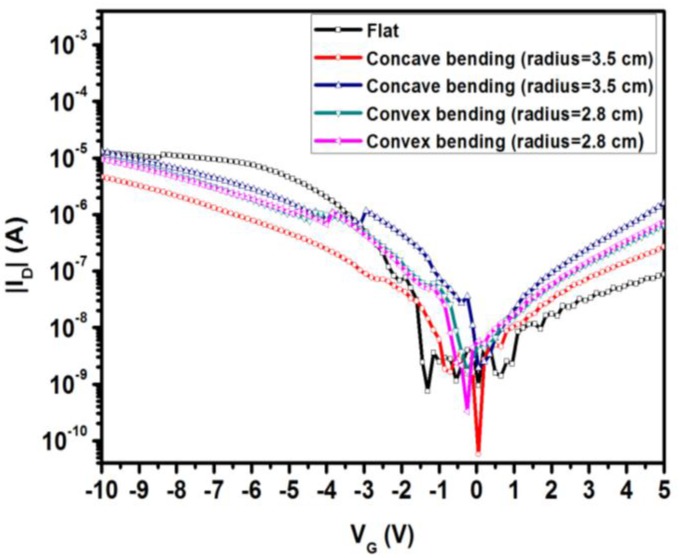 Flat
Concave bending (radius=3.5 cm)
Concave bending (radius=3.5 cm)
Convex bending (radius=2.8 cm)
Convex bending (radius=2.8 cm)
10⁻³
10⁻⁴
10⁻⁵
10⁻⁶
10⁻⁷
10⁻⁸
10⁻⁹
10⁻¹⁰
|I_D| (A)
-10 -9 -8 -7 -6 -5 -4 -3 -2 -1 0 1 2 3 4 5
V_G (V)